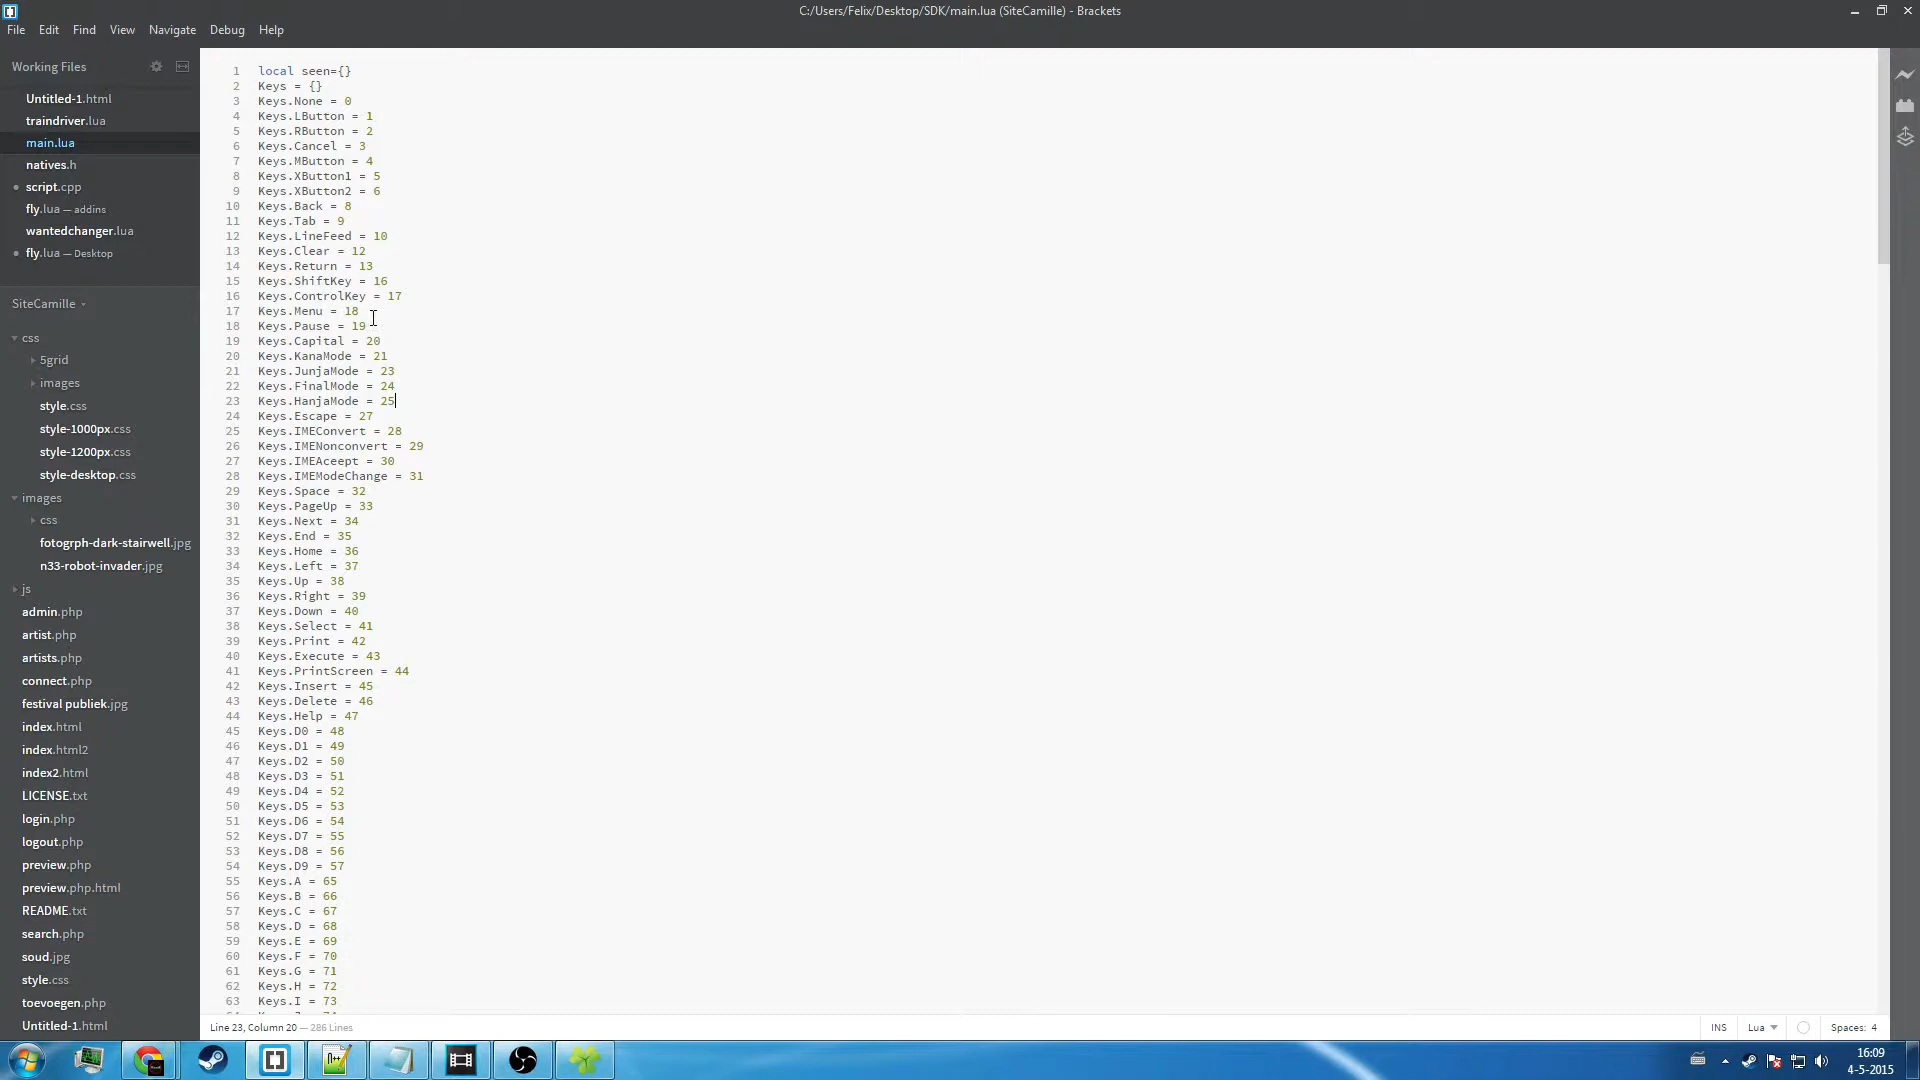 C:/Users/Felix/Desktop/SDK/main.lua (SiteCamille) - Brackets
File Edit Find View Navigate Debug Help
Working Files
Untitled-1.html
traindriver.lua
main.lua
natives.h
script.cpp
fly.lua — addins
wantedchanger.lua
fly.lua — Desktop
SiteCamille
css
5grid
images
style.css
style-1000px.css
style-1200px.css
style-desktop.css
images
css
fotogrph-dark-stairwell.jpg
n33-robot-invader.jpg
js
admin.php
artist.php
artists.php
connect.php
festival publiek.jpg
index.html
index.html2
index2.html
LICENSE.txt
login.php
logout.php
preview.php
preview.php.html
README.txt
search.php
soud.jpg
style.css
toevoegen.php
Untitled-1.html
1 local seen={}
2 Keys = {}
3 Keys.None = 0
4 Keys.LButton = 1
5 Keys.RButton = 2
6 Keys.Cancel = 3
7 Keys.MButton = 4
8 Keys.XButton1 = 5
9 Keys.XButton2 = 6
10 Keys.Back = 8
11 Keys.Tab = 9
12 Keys.LineFeed = 10
13 Keys.Clear = 12
14 Keys.Return = 13
15 Keys.ShiftKey = 16
16 Keys.ControlKey = 17
17 Keys.Menu = 18
18 Keys.Pause = 19
19 Keys.Capital = 20
20 Keys.KanaMode = 21
21 Keys.JunjaMode = 23
22 Keys.FinalMode = 24
23 Keys.HanjaMode = 25
24 Keys.Escape = 27
25 Keys.IMEConvert = 28
26 Keys.IMENonconvert = 29
27 Keys.IMEAceept = 30
28 Keys.IMEModeChange = 31
29 Keys.Space = 32
30 Keys.PageUp = 33
31 Keys.Next = 34
32 Keys.End = 35
33 Keys.Home = 36
34 Keys.Left = 37
35 Keys.Up = 38
36 Keys.Right = 39
37 Keys.Down = 40
38 Keys.Select = 41
39 Keys.Print = 42
40 Keys.Execute = 43
41 Keys.PrintScreen = 44
42 Keys.Insert = 45
43 Keys.Delete = 46
44 Keys.Help = 47
45 Keys.D0 = 48
46 Keys.D1 = 49
47 Keys.D2 = 50
48 Keys.D3 = 51
49 Keys.D4 = 52
50 Keys.D5 = 53
51 Keys.D6 = 54
52 Keys.D7 = 55
53 Keys.D8 = 56
54 Keys.D9 = 57
55 Keys.A = 65
56 Keys.B = 66
57 Keys.C = 67
58 Keys.D = 68
59 Keys.E = 69
60 Keys.F = 70
61 Keys.G = 71
62 Keys.H = 72
63 Keys.I = 73
Line 23, Column 20 — 286 Lines
INS Lua Spaces: 4
16:09
4-5-2015